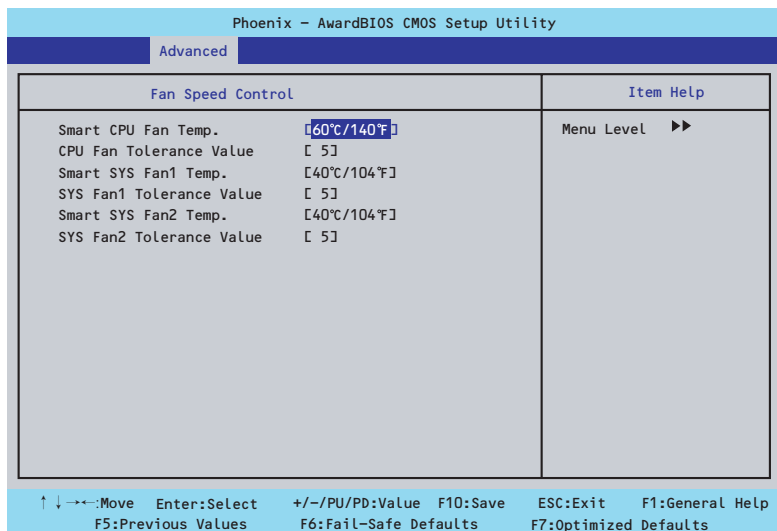 Phoenix – AwardBIOS CMOS Setup Utility
Advanced
Fan Speed Control
Item Help
Smart CPU Fan Temp. [60℃/140℉]
Menu Level ▶▶
CPU Fan Tolerance Value [ 5]
Smart SYS Fan1 Temp. [40℃/104℉]
SYS Fan1 Tolerance Value [ 5]
Smart SYS Fan2 Temp. [40℃/104℉]
SYS Fan2 Tolerance Value [ 5]
↑↓→←:Move Enter:Select +/-/PU/PD:Value F10:Save ESC:Exit F1:General Help
F5:Previous Values F6:Fail-Safe Defaults F7:Optimized Defaults